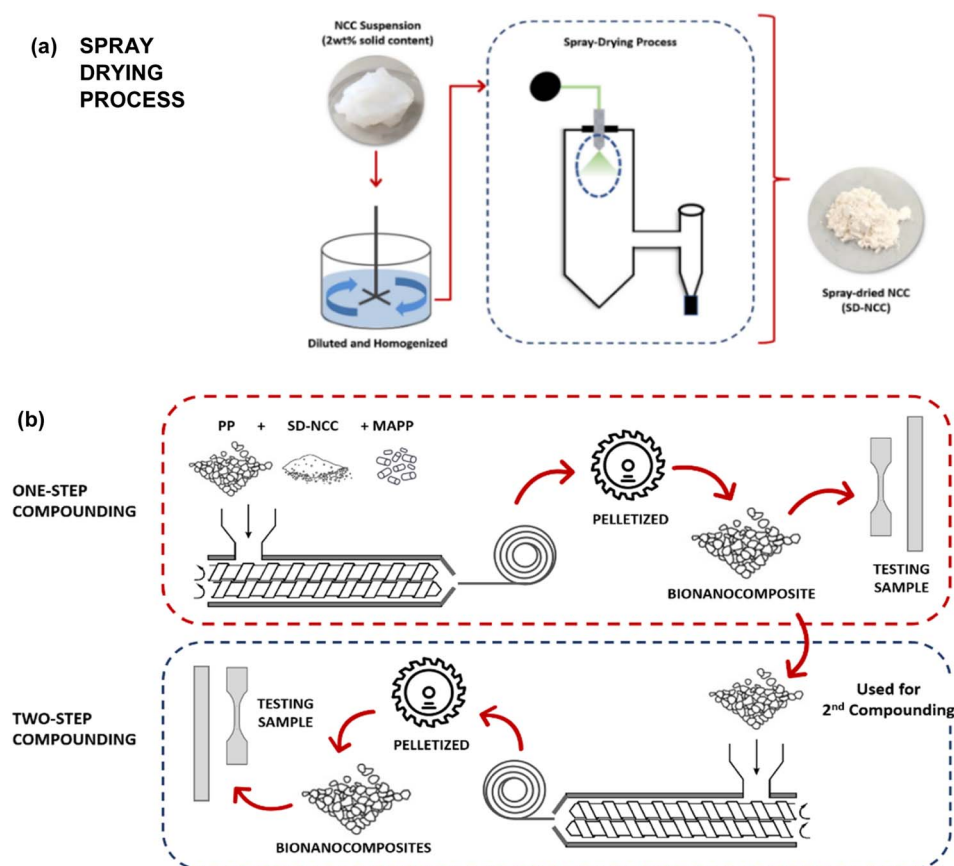 (a) SPRAY
DRYING
PROCESS
NCC Suspension
(2wt% solid content)
Diluted and Homogenized
Spray-Drying Process
Spray-dried NCC
(SD-NCC)
(b)
ONE-STEP
COMPOUNDING
PP + SD-NCC + MAPP
PELLETIZED
BIONANOCOMPOSITE
TESTING
SAMPLE
TWO-STEP
COMPOUNDING
TESTING
SAMPLE
PELLETIZED
BIONANOCOMPOSITES
Used for
2nd Compounding